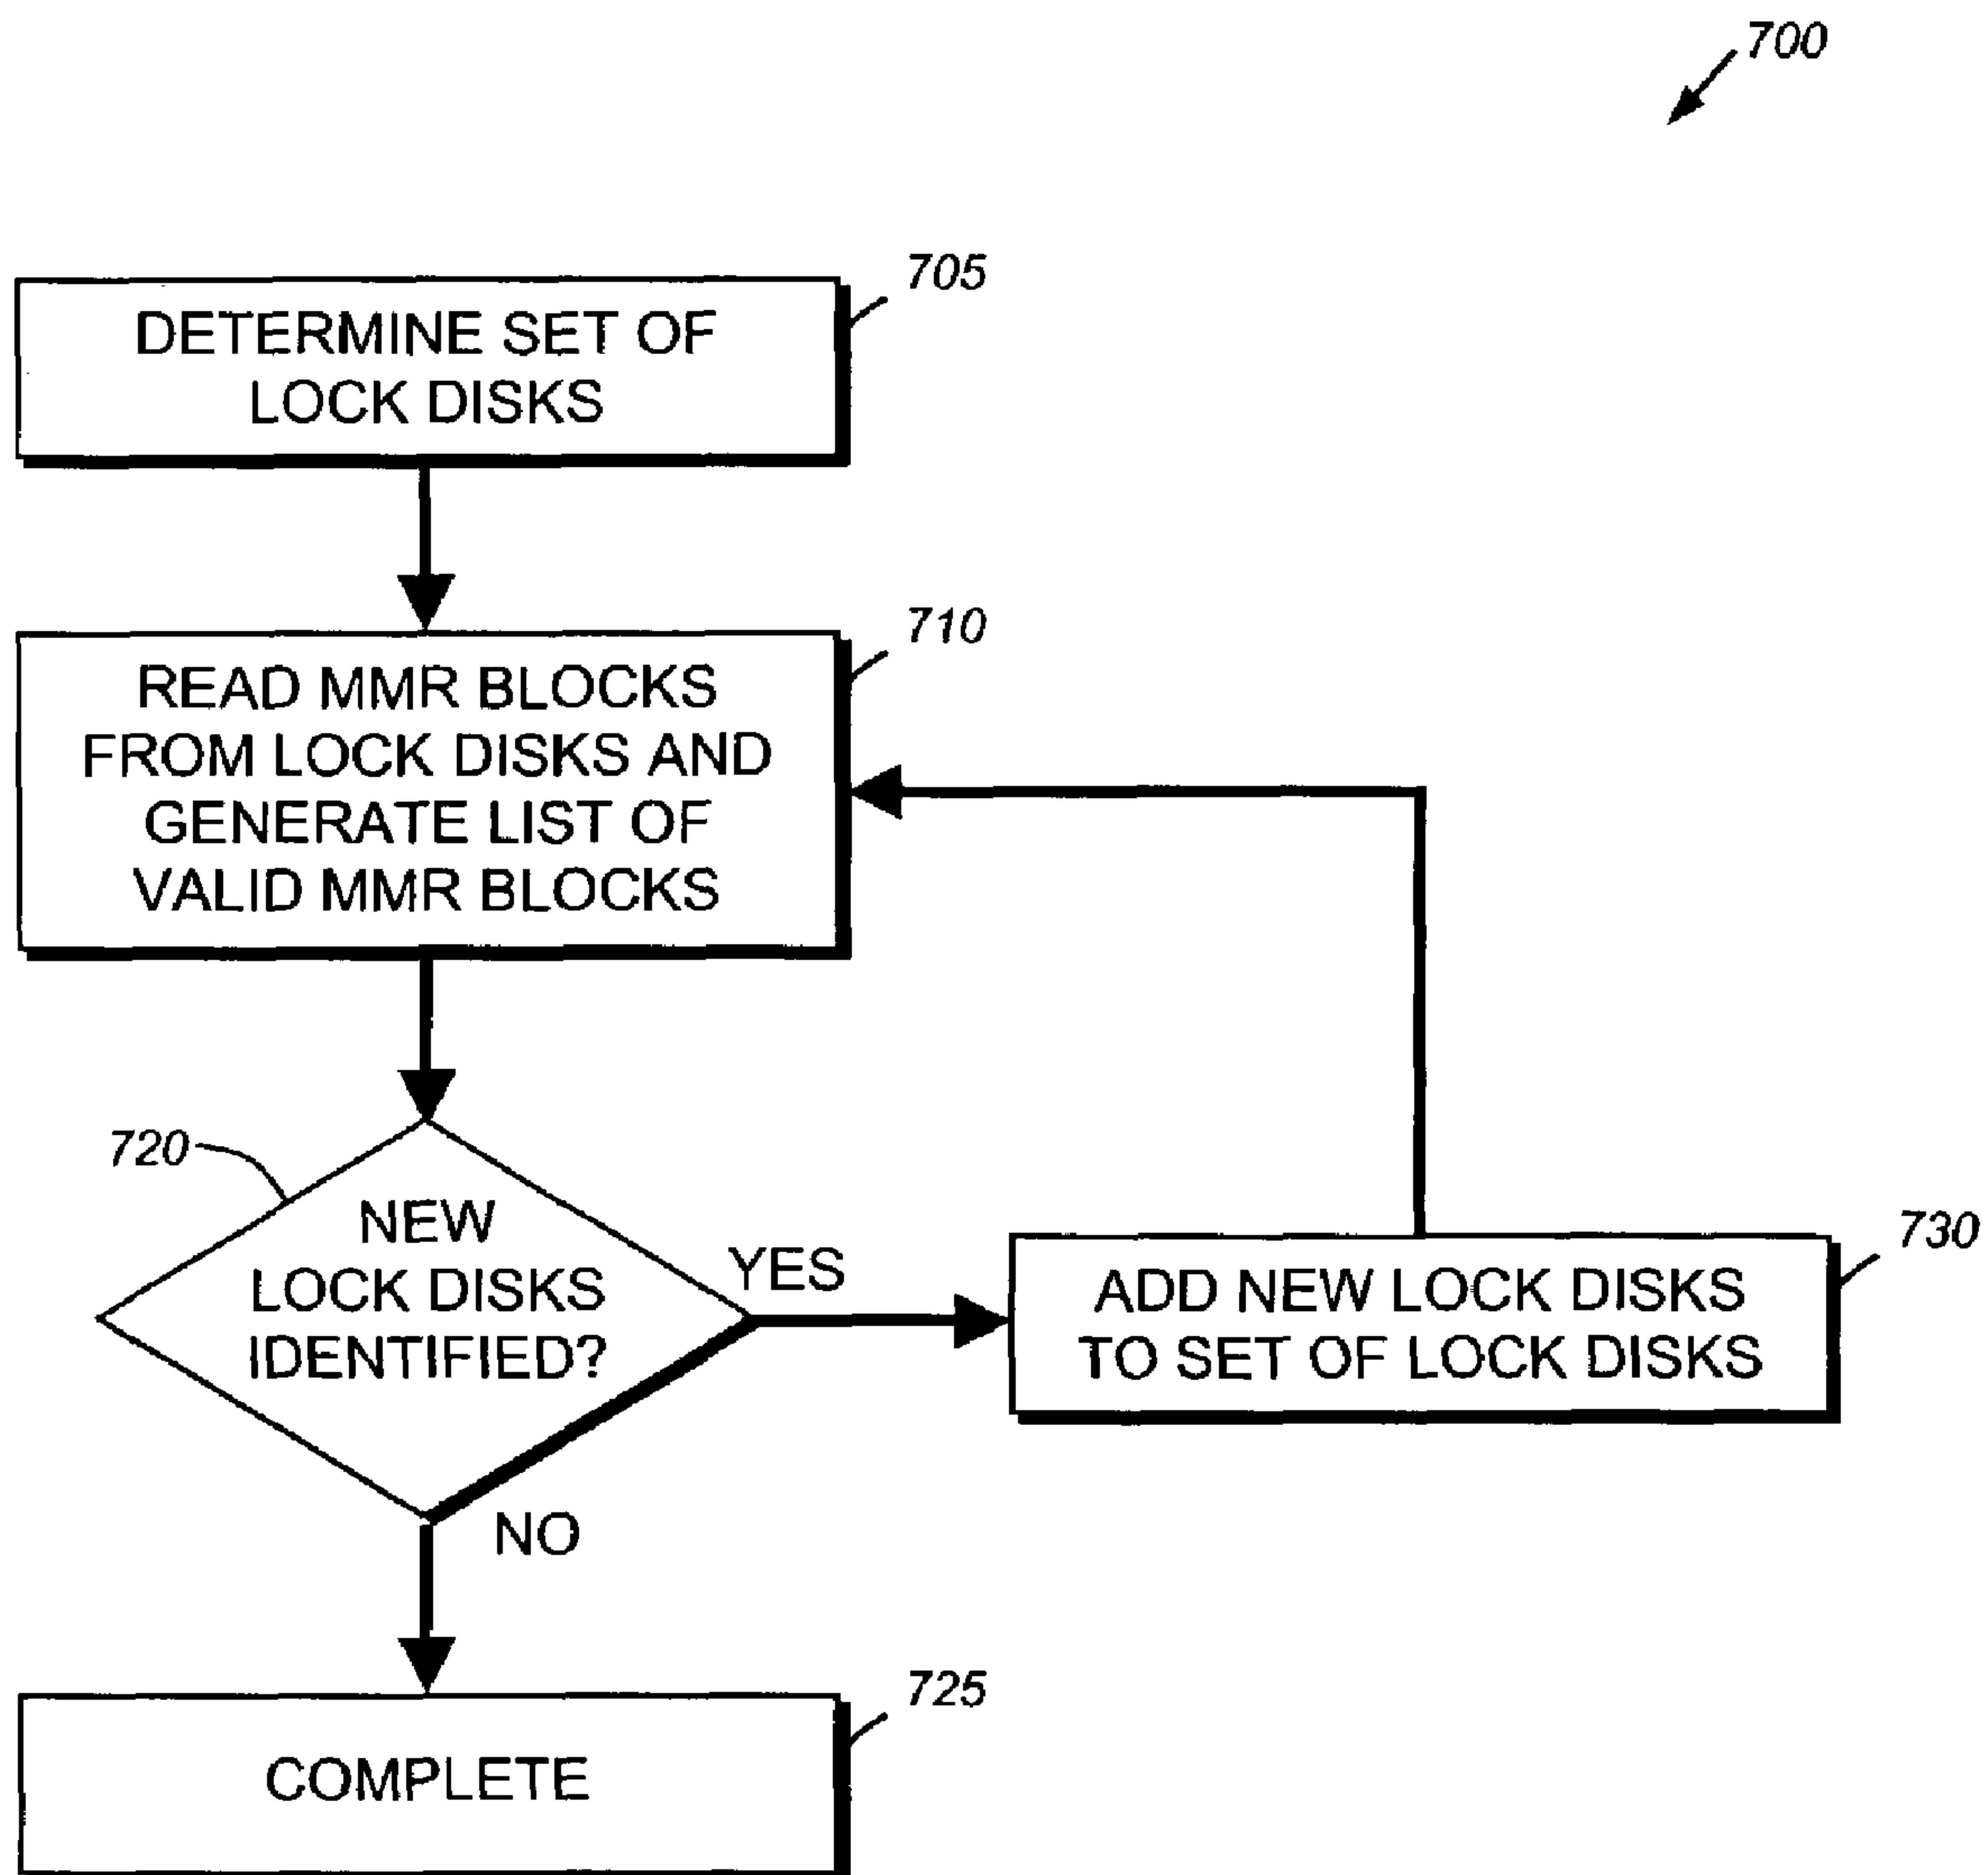 700
705
DETERMINE SET OF
LOCK DISKS
710
READ MMR BLOCKS
FROM LOCK DISKS AND
GENERATE LIST OF
VALID MMR BLOCKS
720
NEW
LOCK DISKS
IDENTIFIED?
YES
730
ADD NEW LOCK DISKS
TO SET OF LOCK DISKS
NO
725
COMPLETE